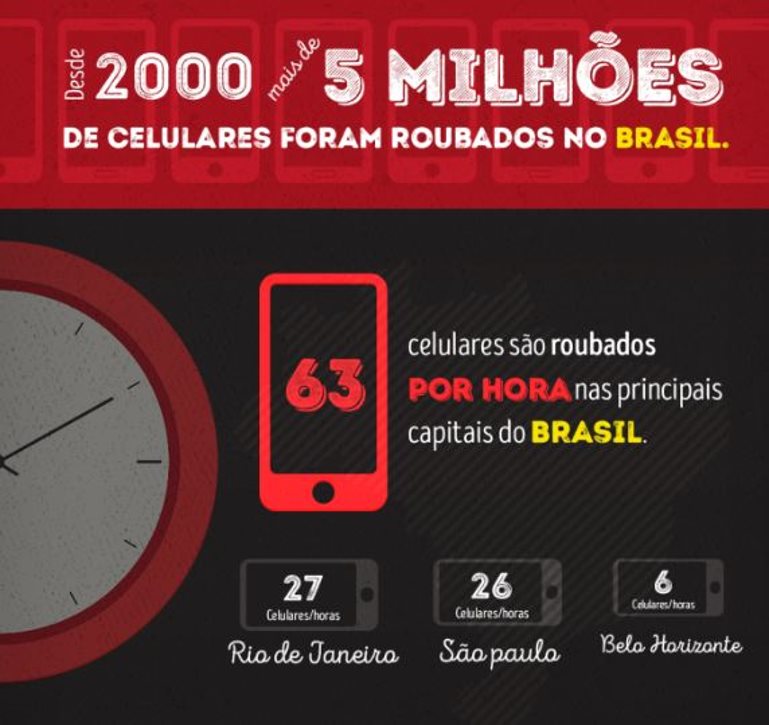 Desde 2000 mais de 5 MILHÕES
DE CELULARES FORAM ROUBADOS NO BRASIL.
63
celulares são roubados
POR HORA nas principais
capitais do BRASIL.
27
Celulares/horas
Rio de Janeiro
26
Celulares/horas
São paulo
6
Celulares/horas
Belo Horizonte